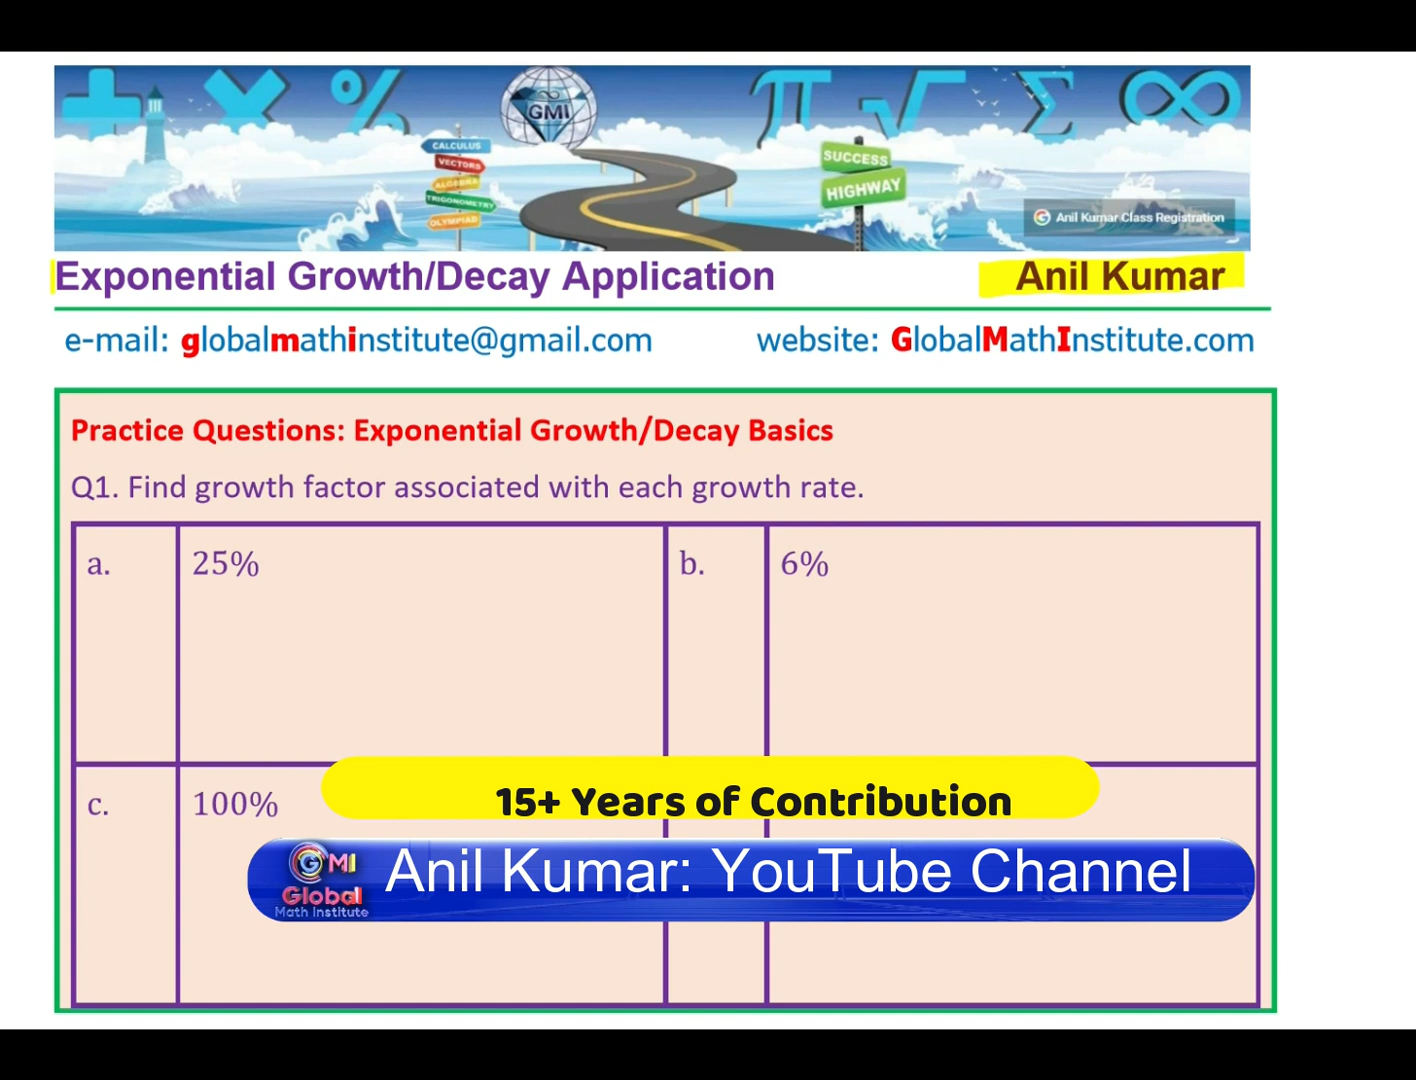 GMI
CALCULUS
VECTORS
ALGEBRA
TRIGONOMETRY
OLYMPIAD
SUCCESS
HIGHWAY
Anil Kumar Class Registration
Exponential Growth/Decay Application Anil Kumar
e-mail: globalmathinstitute@gmail.com website: GlobalMathInstitute.com
Practice Questions: Exponential Growth/Decay Basics
Q1. Find growth factor associated with each growth rate.
a. 25% b. 6%
c. 100%
15+ Years of Contribution
GMI
Global
Math Institute
Anil Kumar: YouTube Channel